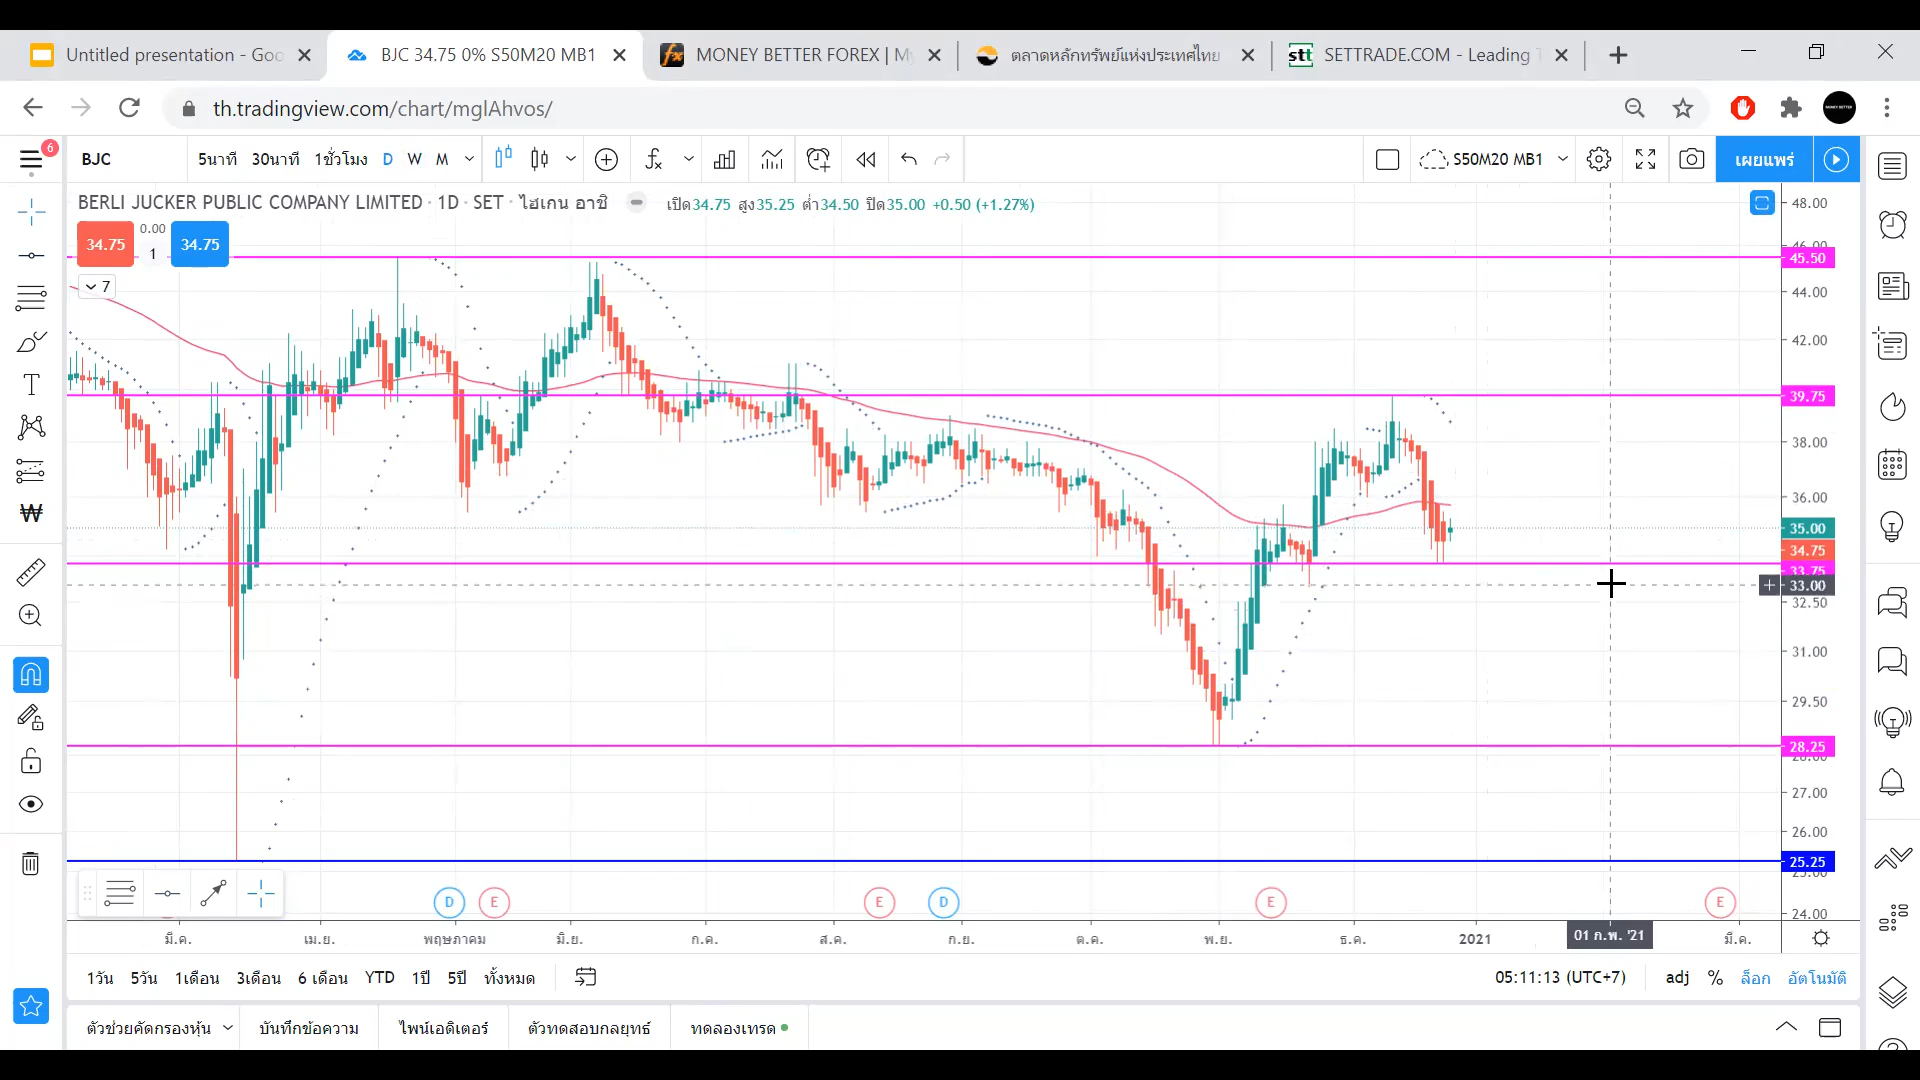 Untitled presentation - Goo
BJC 34.75 0% S50M20 MB1
MONEY BETTER FOREX | My
ตลาดหลักทรัพย์แห่งประเทศไทย
stt SETTRADE.COM - Leading T
th.tradingview.com/chart/mglAhvos/
6
BJC 5นาที 30นาที 1ชั่วโมง D W M
S50M20 MB1 เผยแพร่
BERLI JUCKER PUBLIC COMPANY LIMITED · 1D · SET · ไฮเกน อาชิ เปิด34.75 สูง35.25 ต่ำ34.50 ปิด35.00 +0.50 (+1.27%)
34.75 0.00 1 34.75
7
48.00
46.00
45.50
44.00
42.00
39.75
38.00
36.00
35.00
34.75
33.75
33.00
32.50
31.00
29.50
28.25
28.00
27.00
26.00
25.25
25.00
24.00
D E E D E E
มี.ค. เม.ย. พฤษภาคม มิ.ย. ก.ค. ส.ค. ก.ย. ต.ค. พ.ย. ธ.ค. 2021 01 ก.พ. '21 มี.ค.
1วัน 5วัน 1เดือน 3เดือน 6 เดือน YTD 1ปี 5ปี ทั้งหมด 05:11:13 (UTC+7) adj % ล็อก อัตโนมัติ
ตัวช่วยคัดกรองหุ้น บันทึกข้อความ ไพน์เอดิเตอร์ ตัวทดสอบกลยุทธ์ ทดลองเทรด